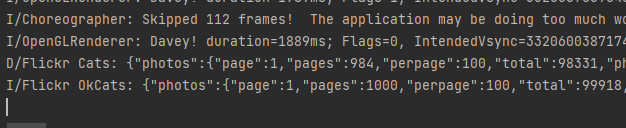 I/Choreographer: Skipped 112 frames!  The application may be doing too much
I/OpenGLRenderer: Davey! duration=1889ms; Flags=0, IntendedVsync=3320600387174
D/Flickr Cats: {"photos":{"page":1,"pages":984,"perpage":100,"total":98331,"ph
I/Flickr OkCats: {"photos":{"page":1,"pages":1000,"perpage":100,"total":99918,